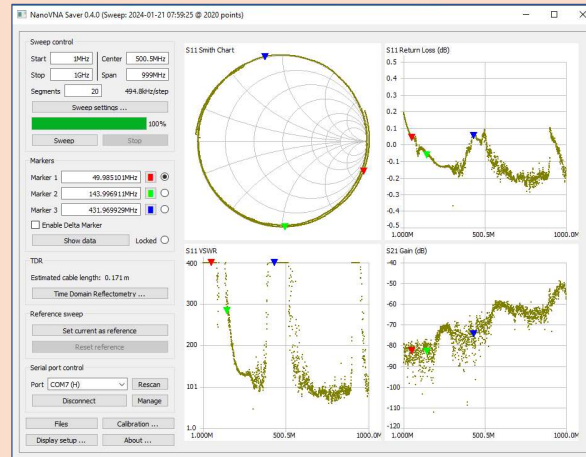 NanoVNA Saver 0.4.0 (Sweep: 2024-01-21 07:59:25 @ 2020 points)
Sweep control
Start 1MHz Center 500.5MHz
Stop 1GHz Span 999MHz
Segments 20 494.8kHz/step
Sweep settings ...
100%
Sweep Stop
Markers
Marker 1 49.985101MHz
Marker 2 143.996911MHz
Marker 3 431.969929MHz
Enable Delta Marker
Show data Locked
TDR
Estimated cable length: 0.171 m
Time Domain Reflectometry ...
Reference sweep
Set current as reference
Reset reference
Serial port control
Port COM7 (H) Rescan
Disconnect Manage
Files Calibration ...
Display setup ... About ...
S11 Smith Chart
S11 Return Loss (dB)
0.5
0.4
0.3
0.2
0.1
0.0
-0.1
-0.2
-0.3
-0.4
-0.5
1.000M 500.5M 1000.0M
S11 VSWR
400
300
200
101
1.0
1.000M 500.5M 1000.0M
S21 Gain (dB)
-40
-50
-60
-70
-80
-90
-100
-110
-120
1.000M 500.5M 1000.0M